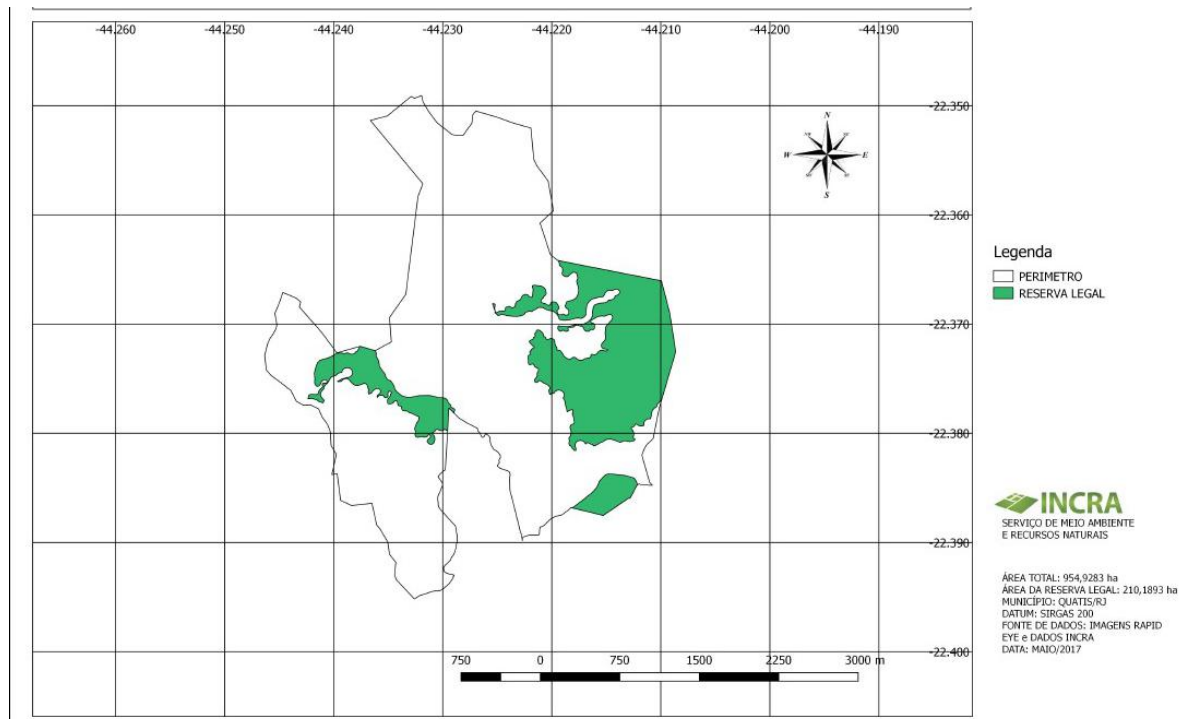 -44.260 -44.250 -44.240 -44.230 -44.220 -44.210 -44.200 -44.190
-22.350
N
W E
S
-22.360
Legenda
PERIMETRO
RESERVA LEGAL
-22.370
-22.380
INCRA
SERVIÇO DE MEIO AMBIENTE
E RECURSOS NATURAIS
-22.390
ÁREA TOTAL: 954,9283 ha
ÁREA DA RESERVA LEGAL: 210,1893 ha
MUNICÍPIO: QUATIS/RJ
DATUM: SIRGAS 200
FONTE DE DADOS: IMAGENS RAPID
EYE e DADOS INCRA
DATA: MAIO/2017
-22.400
750 0 750 1500 2250 3000 m